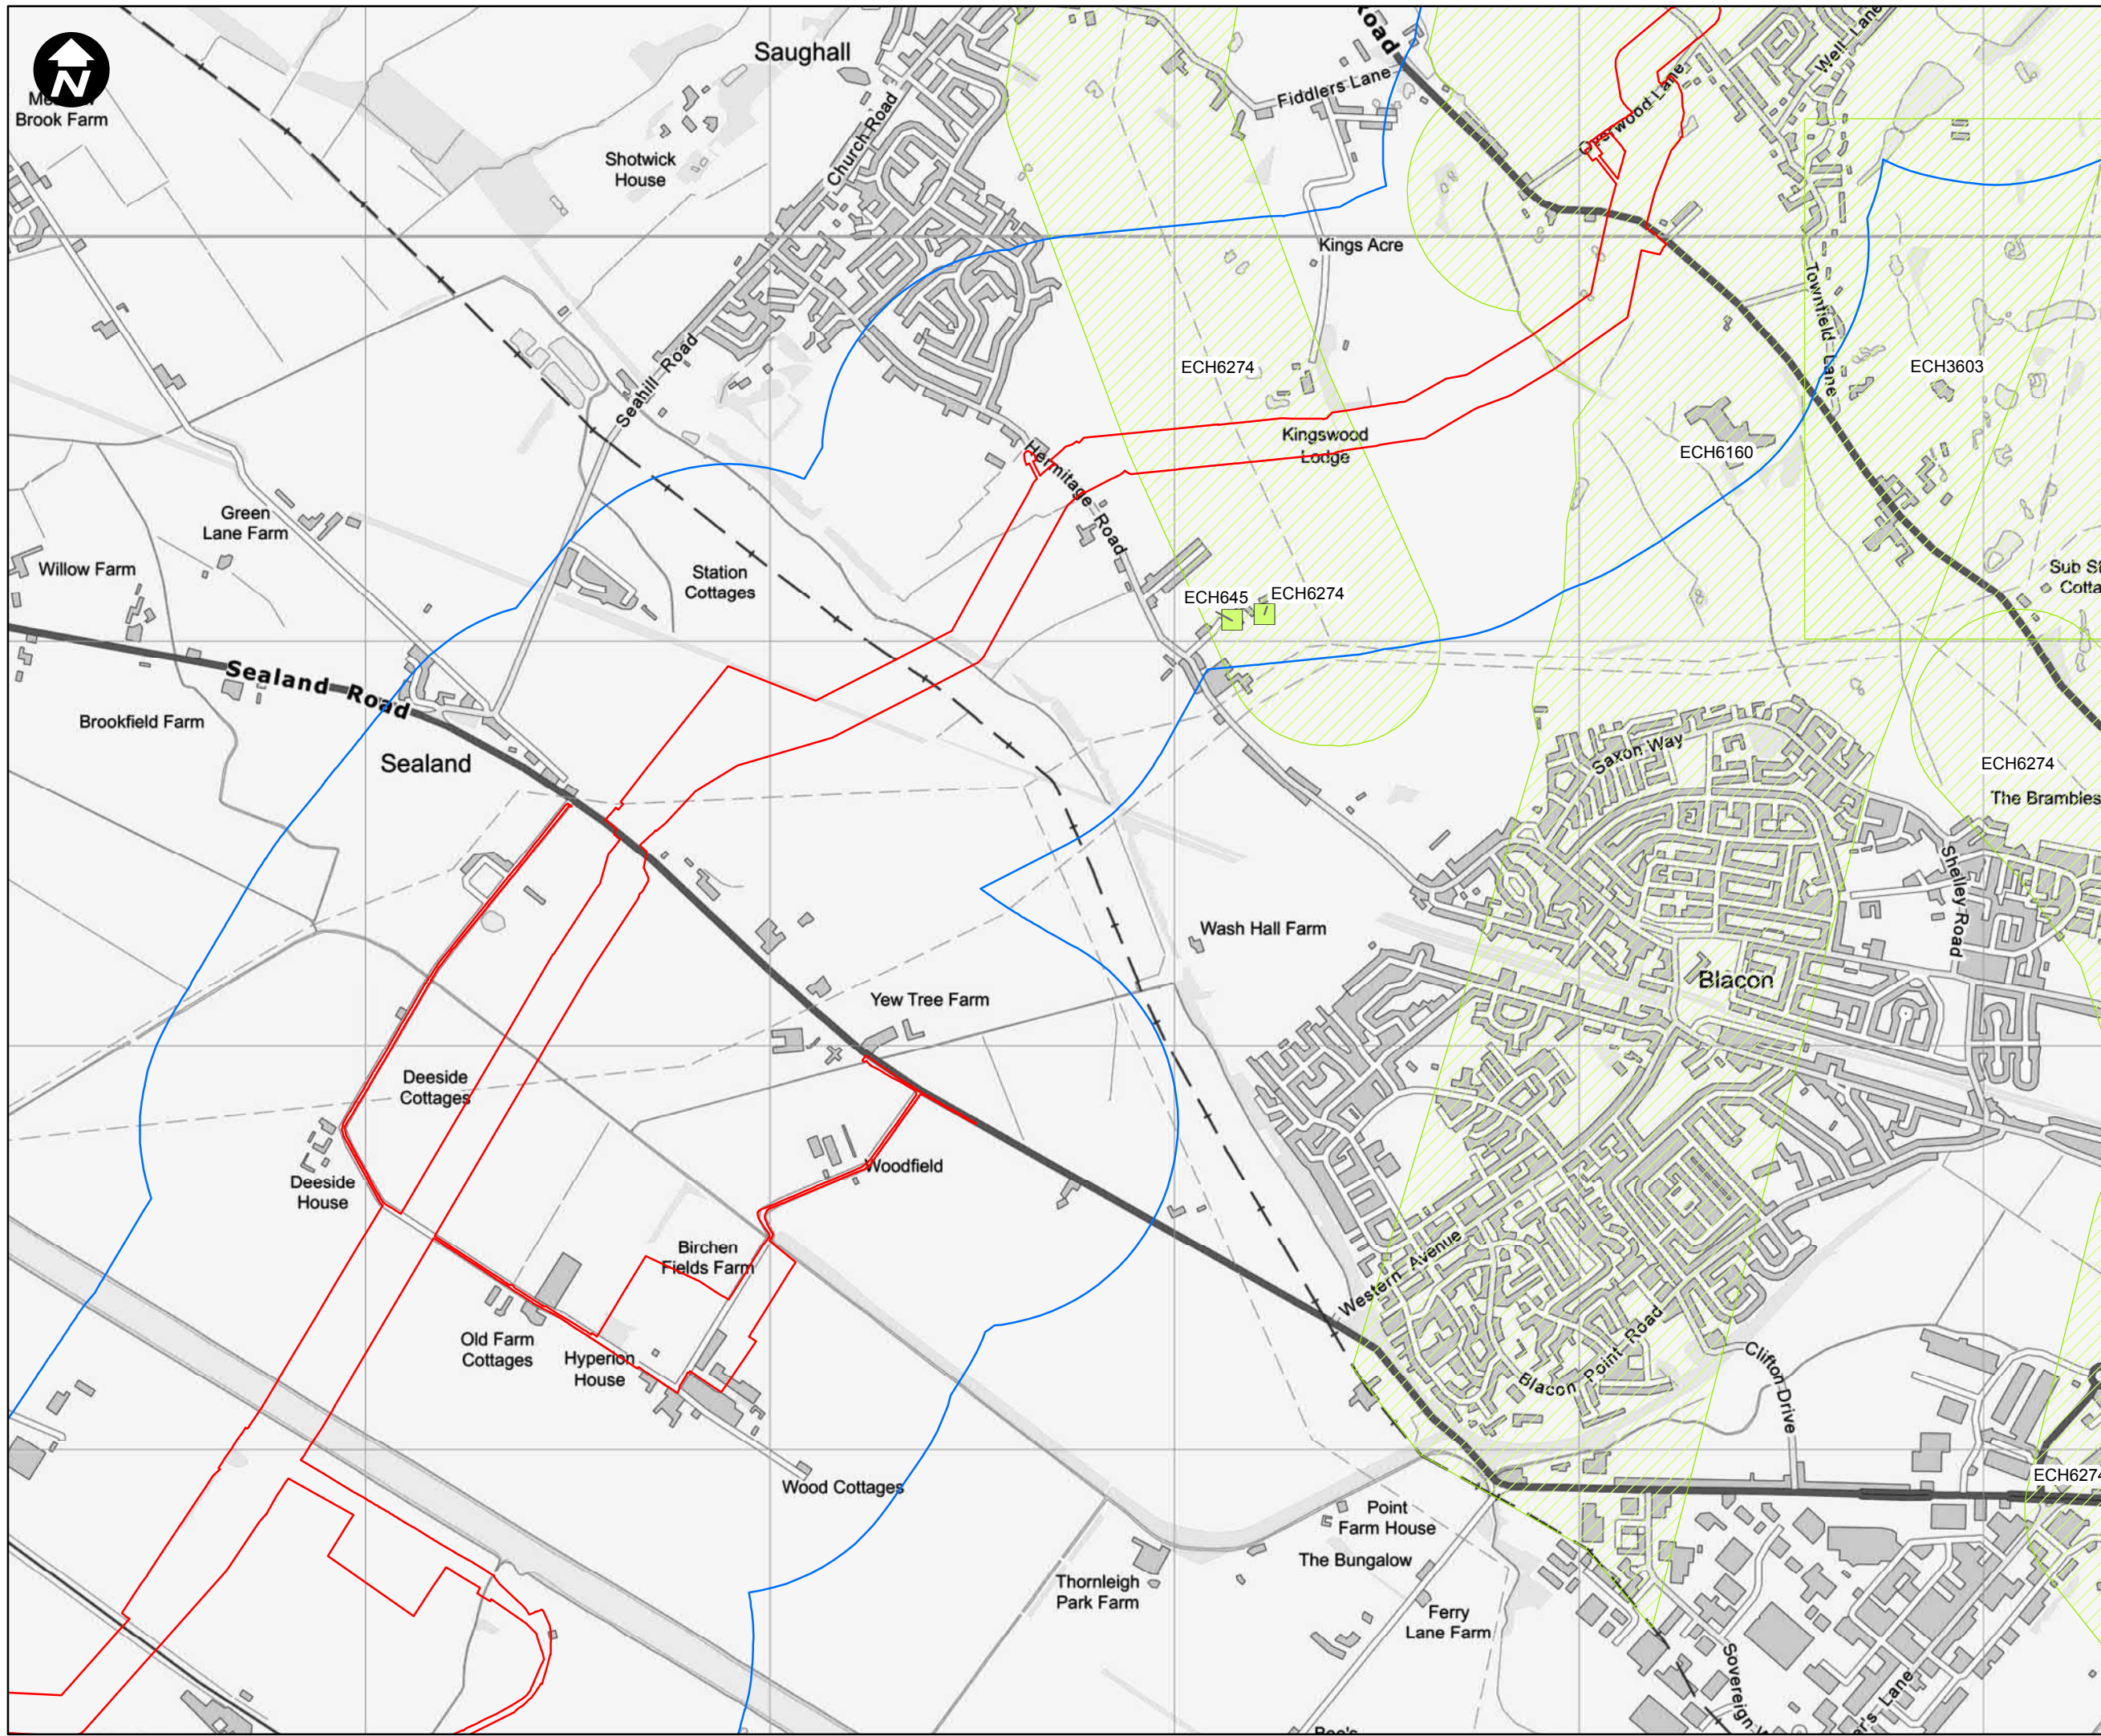 N
Brook Farm
Saughall
Church Road
Shotwick
House
Fiddlers Lane
Road
Overwood Lane
Well Lane
Kings Acre
Townfield Lane
Seahill Road
ECH6274
ECH3603
Kingswood
Lodge
ECH6160
Hermitage Road
Green
Lane Farm
Willow Farm
Station
Cottages
ECH645
ECH6274
Sealand Road
Brookfield Farm
Sealand
Saxon Way
ECH6274
The Brambles
Shelley Road
Wash Hall Farm
Blacon
Yew Tree Farm
Deeside
Cottages
Deeside
House
Woodfield
Birchen
Fields Farm
Western Avenue
Old Farm
Cottages
Hyperion
House
Blacon Point Road
Clifton Drive
Wood Cottages
ECH6274
Point
Farm House
The Bungalow
Thornleigh
Park Farm
Ferry
Lane Farm
Sovereign
Lane